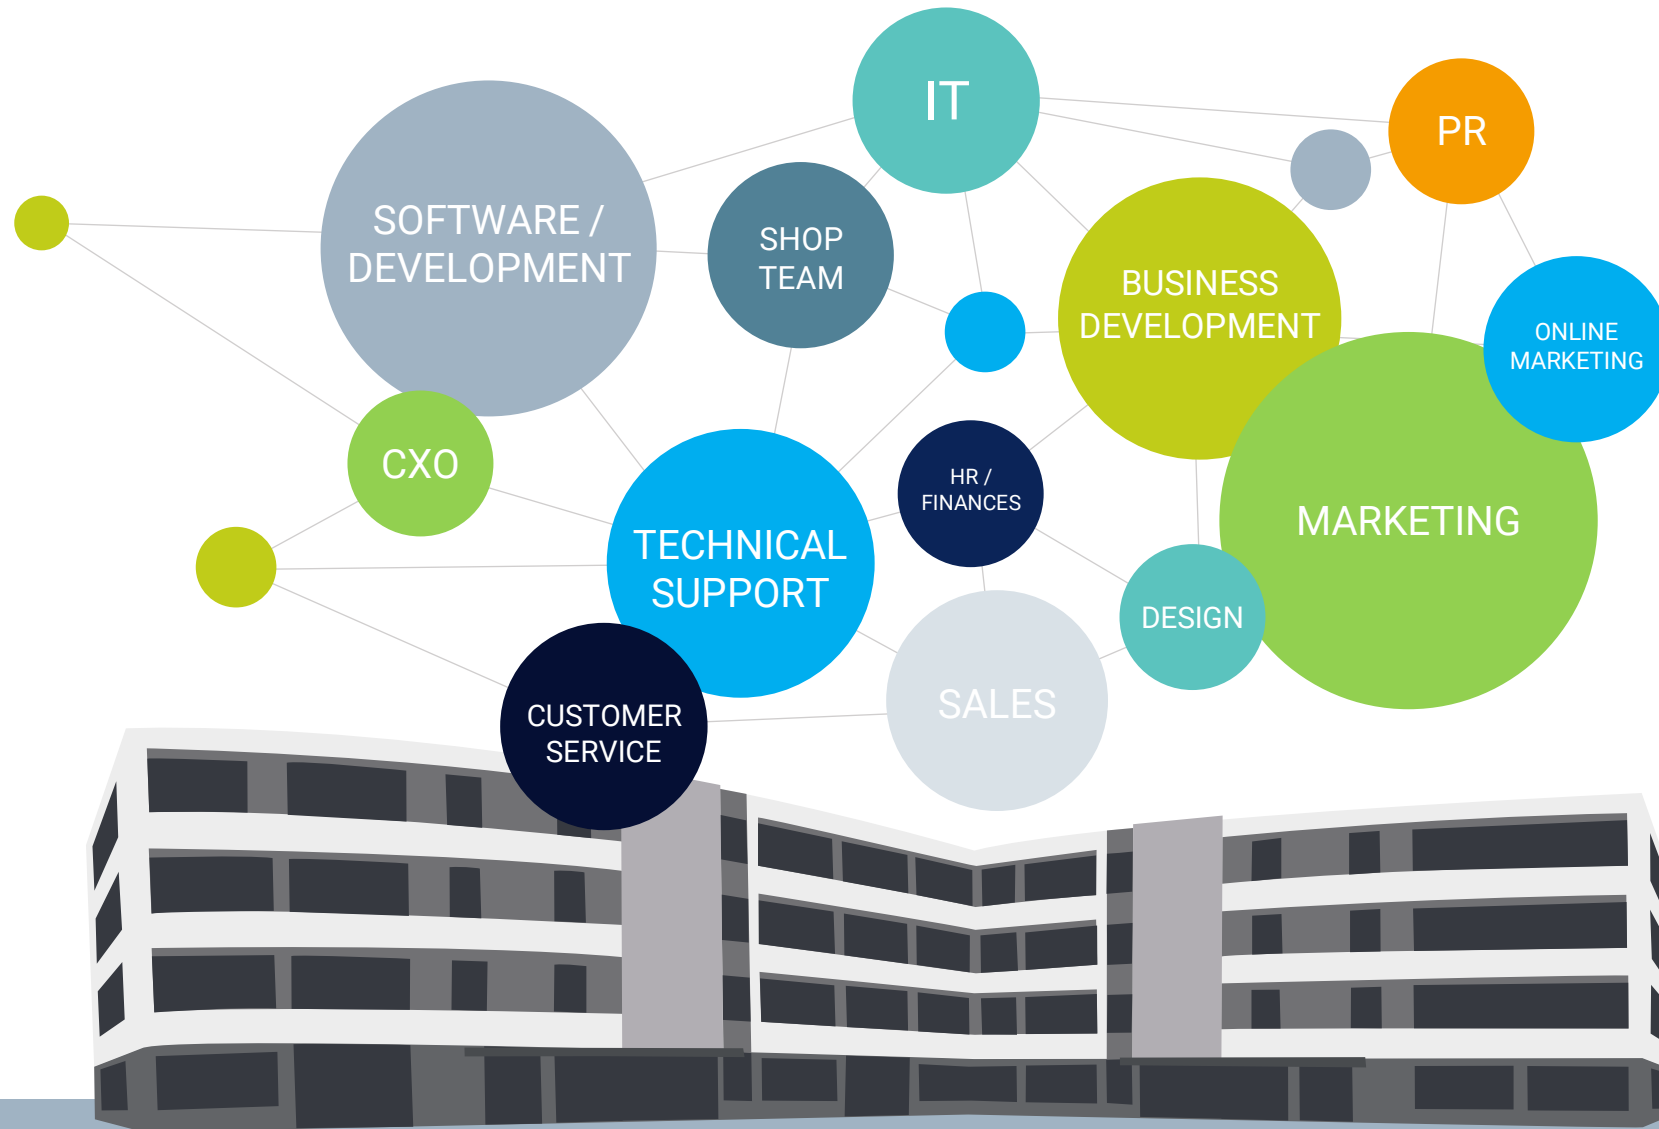 IT
PR
SOFTWARE /
DEVELOPMENT
SHOP
TEAM
BUSINESS
DEVELOPMENT
ONLINE
MARKETING
CXO
HR /
FINANCES
MARKETING
TECHNICAL
SUPPORT
DESIGN
SALES
CUSTOMER
SERVICE